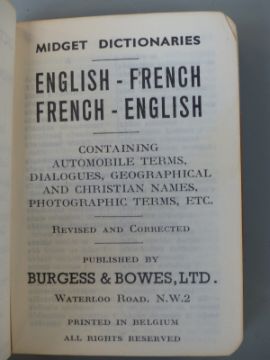 MIDGET DICTIONARIES
ENGLISH - FRENCH
FRENCH - ENGLISH
CONTAINING
AUTOMOBILE TERMS,
DIALOGUES, GEOGRAPHICAL
AND CHRISTIAN NAMES,
PHOTOGRAPHIC TERMS, ETC.
REVISED AND CORRECTED
PUBLISHED BY
BURGESS & BOWES, LTD.
WATERLOO ROAD, N.W.2
PRINTED IN BELGIUM
ALL RIGHTS RESERVED